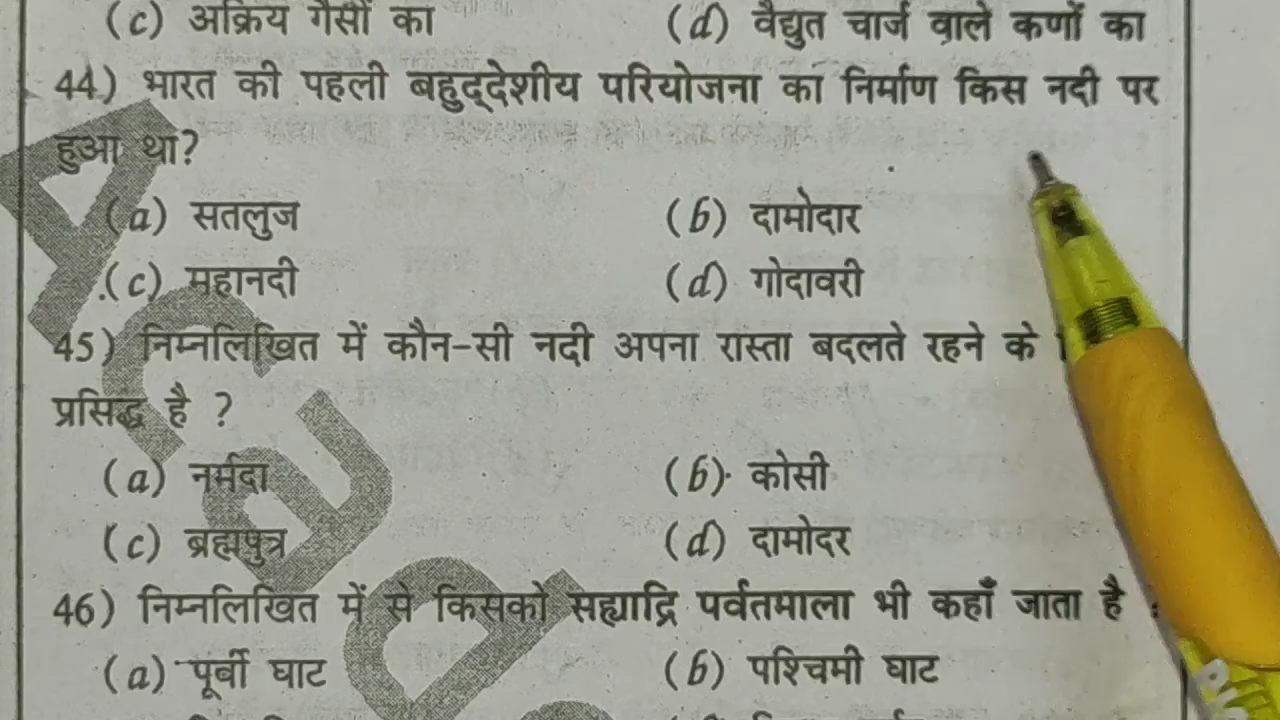 (c) अक्रिय गैसों का (d) वैद्युत चार्ज वाले कणों का
44) भारत की पहली बहुद्देशीय परियोजना का निर्माण किस नदी पर
हुआ था?
(a) सतलुज (b) दामोदार
(c) महानदी (d) गोदावरी
45) निम्नलिखित में कौन-सी नदी अपना रास्ता बदलते रहने के
प्रसिद्ध है ?
(a) नर्मदा (b) कोसी
(c) ब्रह्मपुत्र (d) दामोदर
46) निम्नलिखित में से किसको सह्याद्रि पर्वतमाला भी कहाँ जाता है
(a) पूर्बी घाट (b) पश्चिमी घाट